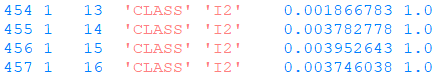 454 1 13 'CLASS' 'I2' 0.001866783 1.0
455 1 14 'CLASS' 'I2' 0.003782778 1.0
456 1 15 'CLASS' 'I2' 0.003952643 1.0
457 1 16 'CLASS' 'I2' 0.003746038 1.0